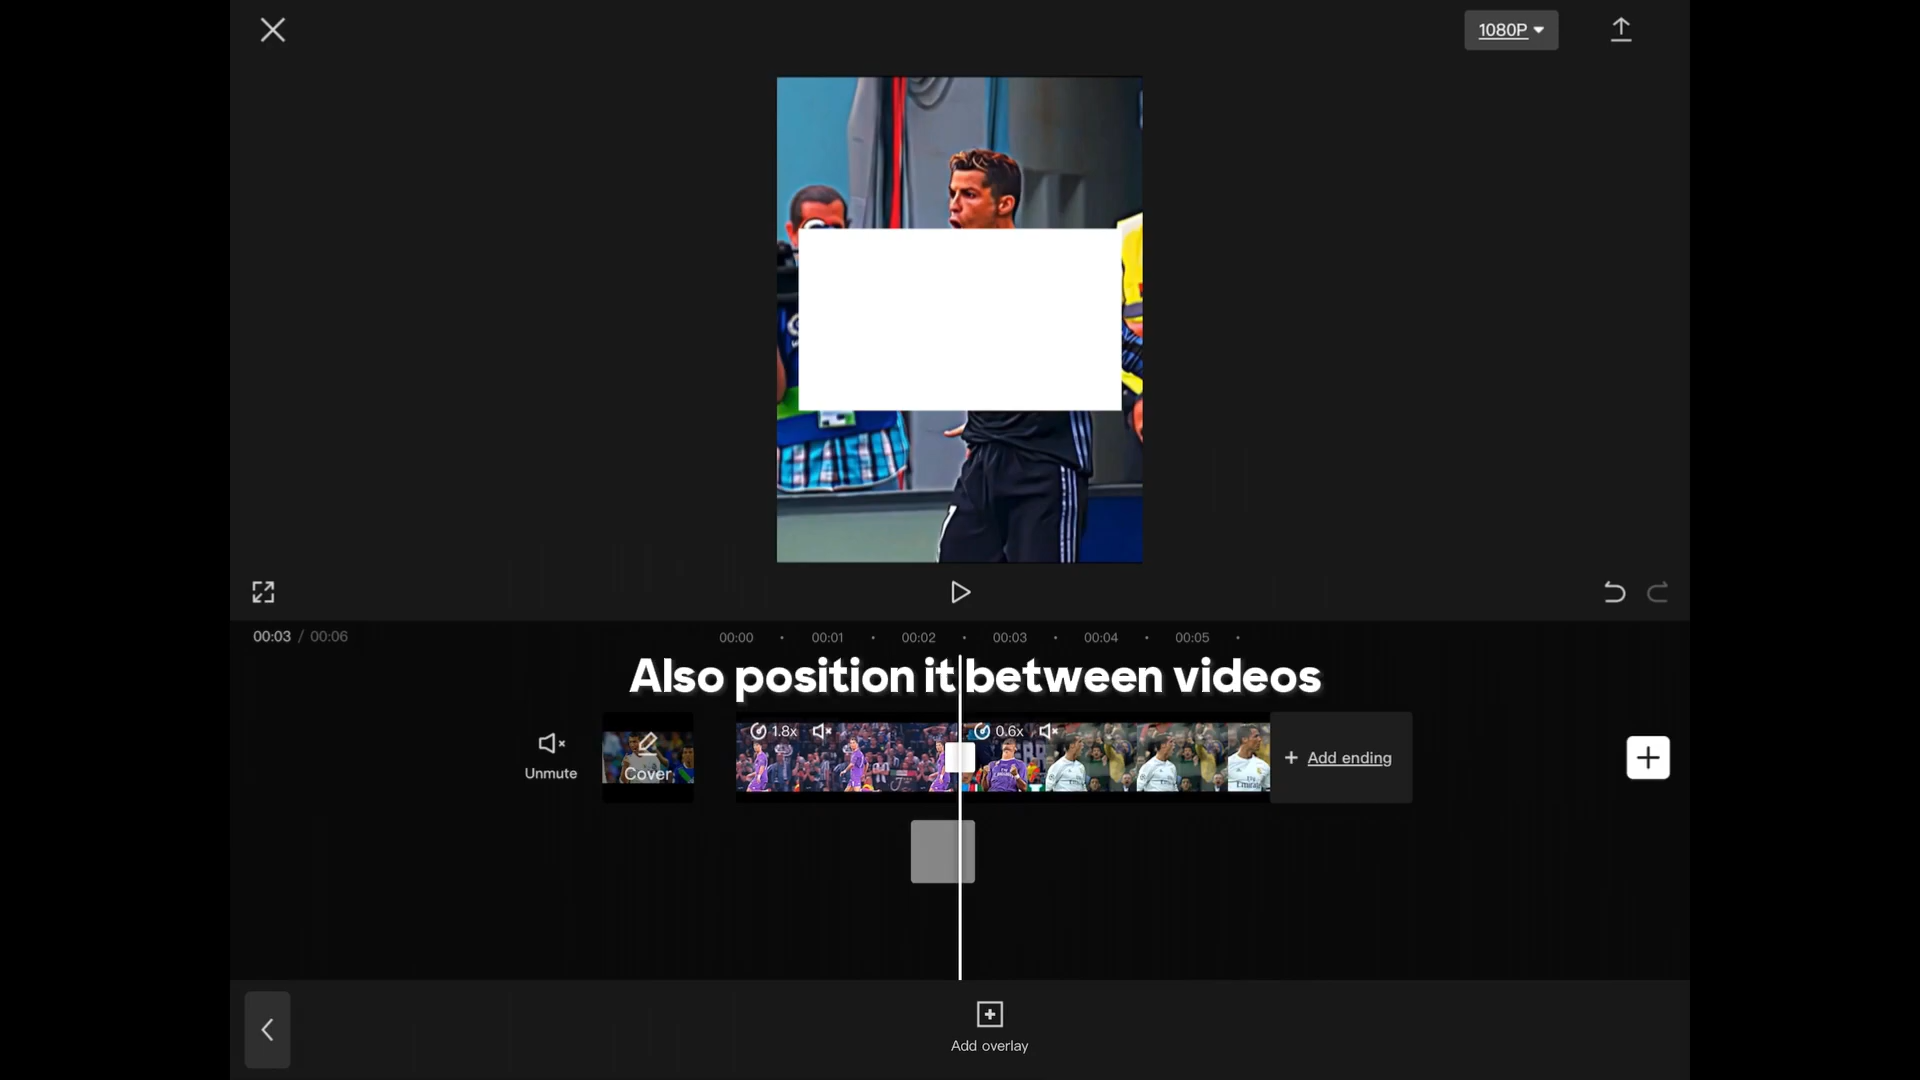 1080P
00:03 / 00:06
00:00 00:01 00:02 00:03 00:04 00:05
Also position it between videos
1.8x
0.6x
Unmute
Cover
+ Add ending
Add overlay